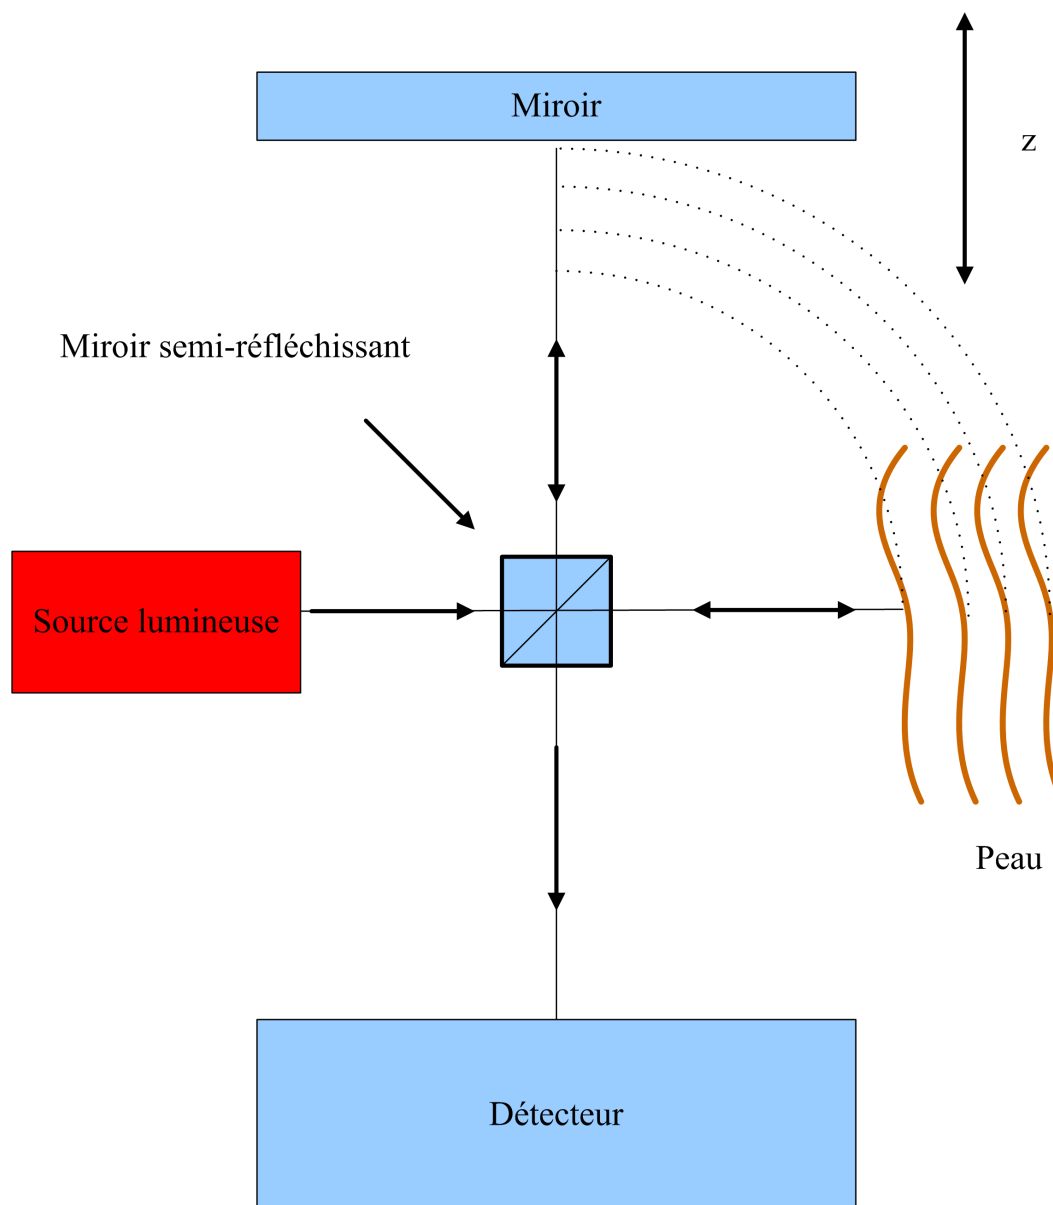 Miroir
z
Miroir semi-réfléchissant
Source lumineuse
Peau
Détecteur